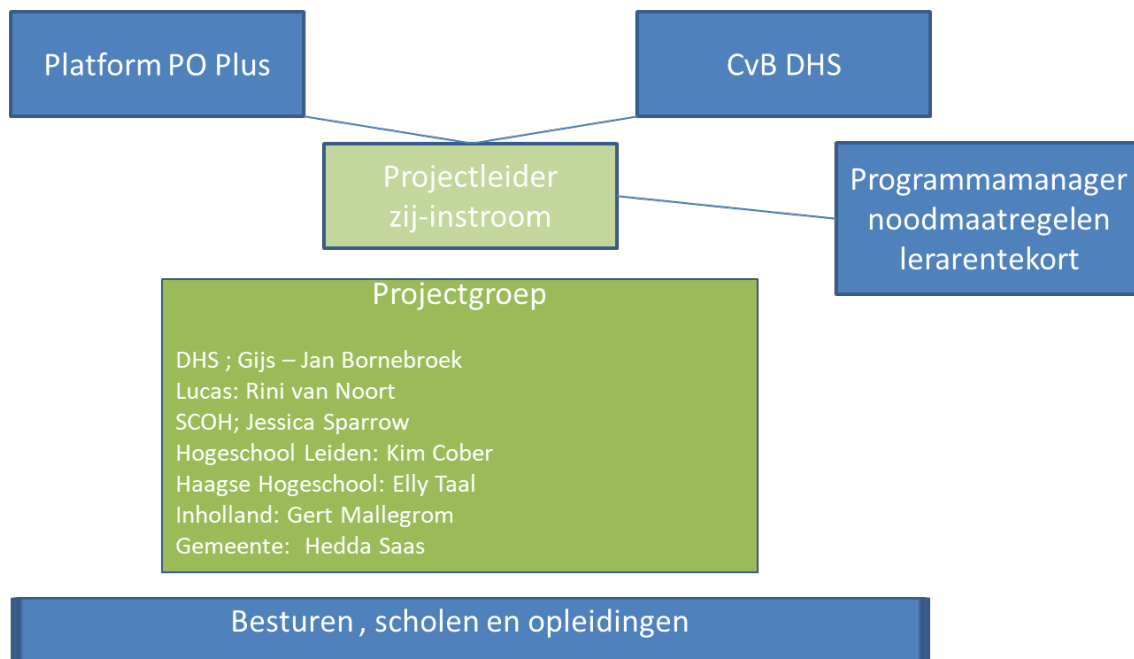 Platform PO Plus
CvB DHS
Projectleider
zij-instroom
Programmamanager
noodmaatregelen
lerarentekort
Projectgroep
DHS ; Gijs – Jan Bornebroek
Lucas: Rini van Noort
SCOH; Jessica Sparrow
Hogeschool Leiden: Kim Cober
Haagse Hogeschool: Elly Taal
Inholland: Gert Mallegrom
Gemeente:  Hedda Saas
Besturen , scholen en opleidingen